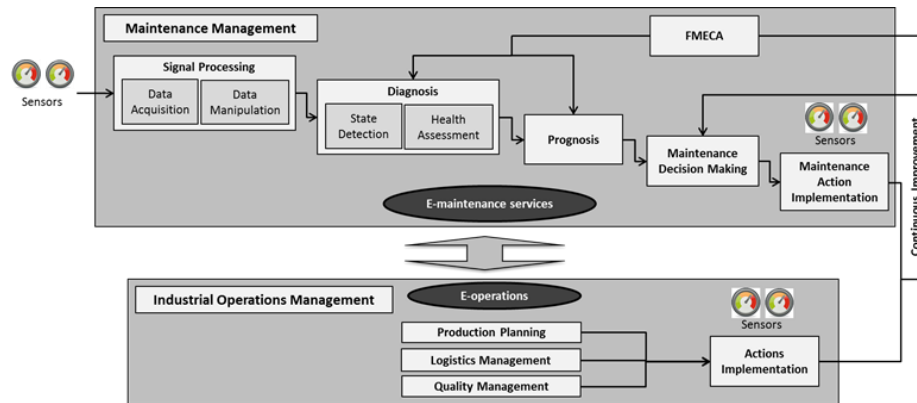 Maintenance Management
FMECA
Signal Processing
Data
Acquisition
Data
Manipulation
Sensors
Diagnosis
State
Detection
Health
Assessment
Prognosis
Sensors
Maintenance
Decision Making
Maintenance
Action
Implementation
Continuous Improvement
E-maintenance services
Industrial Operations Management
E-operations
Sensors
Production Planning
Logistics Management
Quality Management
Actions
Implementation